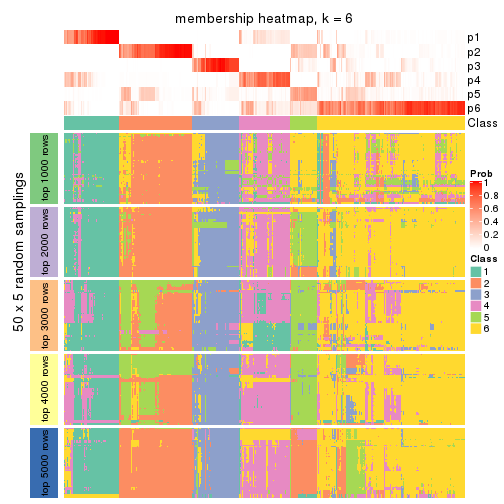 membership heatmap, k = 6
p1
p2
p3
p4
p5
p6
Class
50 x 5 random samplings
top 1000 rows
top 2000 rows
top 3000 rows
top 4000 rows
top 5000 rows
Prob
1
0.8
0.6
0.4
0.2
0
Class
1
2
3
4
5
6